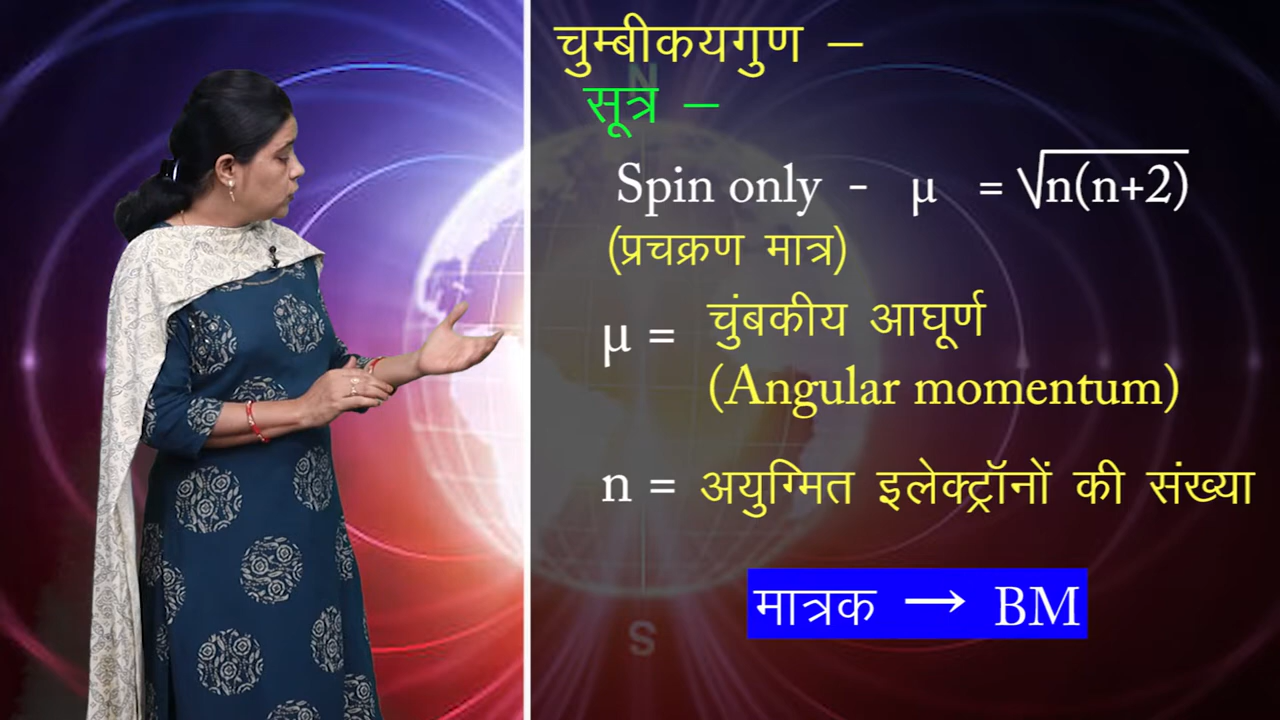 चुम्बीकयगुण –
सूत्र –
Spin only - μ = √n(n+2)
(प्रचक्रण मात्र)
μ = चुंबकीय आघूर्ण
(Angular momentum)
n = अयुग्मित इलेक्ट्रॉनों की संख्या
मात्रक → BM
N
S